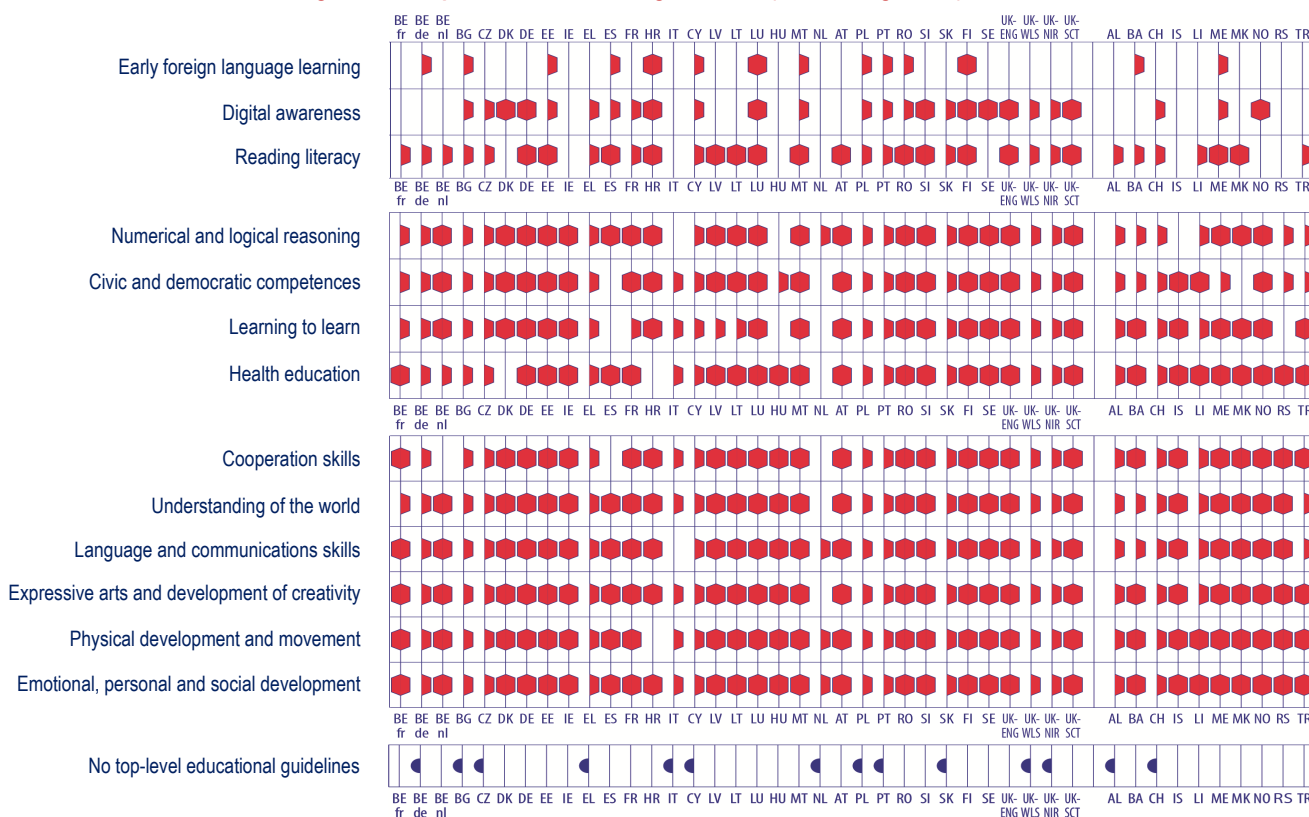 BE BE BE UK- UK- UK- UK-
fr de nl BG CZ DK DE EE IE EL ES FR HR IT CY LV LT LU HU MT NL AT PL PT RO SI SK FI SE ENG WLS NIR SCT AL BA CH IS LI ME MK NO RS TR
Early foreign language learning
Digital awareness
Reading literacy
BE BE BE BG CZ DK DE EE IE EL ES FR HR IT CY LV LT LU HU MT NL AT PL PT RO SI SK FI SE UK- UK- UK- UK- AL BA CH IS LI ME MK NO RS TR
fr de nl ENG WLS NIR SCT
Numerical and logical reasoning
Civic and democratic competences
Learning to learn
Health education
BE BE BE BG CZ DK DE EE IE EL ES FR HR IT CY LV LT LU HU MT NL AT PL PT RO SI SK FI SE UK- UK- UK- UK- AL BA CH IS LI ME MK NO RS TR
fr de nl ENG WLS NIR SCT
Cooperation skills
Understanding of the world
Language and communications skills
Expressive arts and development of creativity
Physical development and movement
Emotional, personal and social development
BE BE BE BG CZ DK DE EE IE EL ES FR HR IT CY LV LT LU HU MT NL AT PL PT RO SI SK FI SE UK- UK- UK- UK- AL BA CH IS LI ME MK NO RS TR
fr de nl ENG WLS NIR SCT
No top-level educational guidelines
BE BE BE BG CZ DK DE EE IE EL ES FR HR IT CY LV LT LU HU MT NL AT PL PT RO SI SK FI SE UK- UK- UK- UK- AL BA CH IS LI ME MK NO RS TR
fr de nl ENG WLS NIR SCT